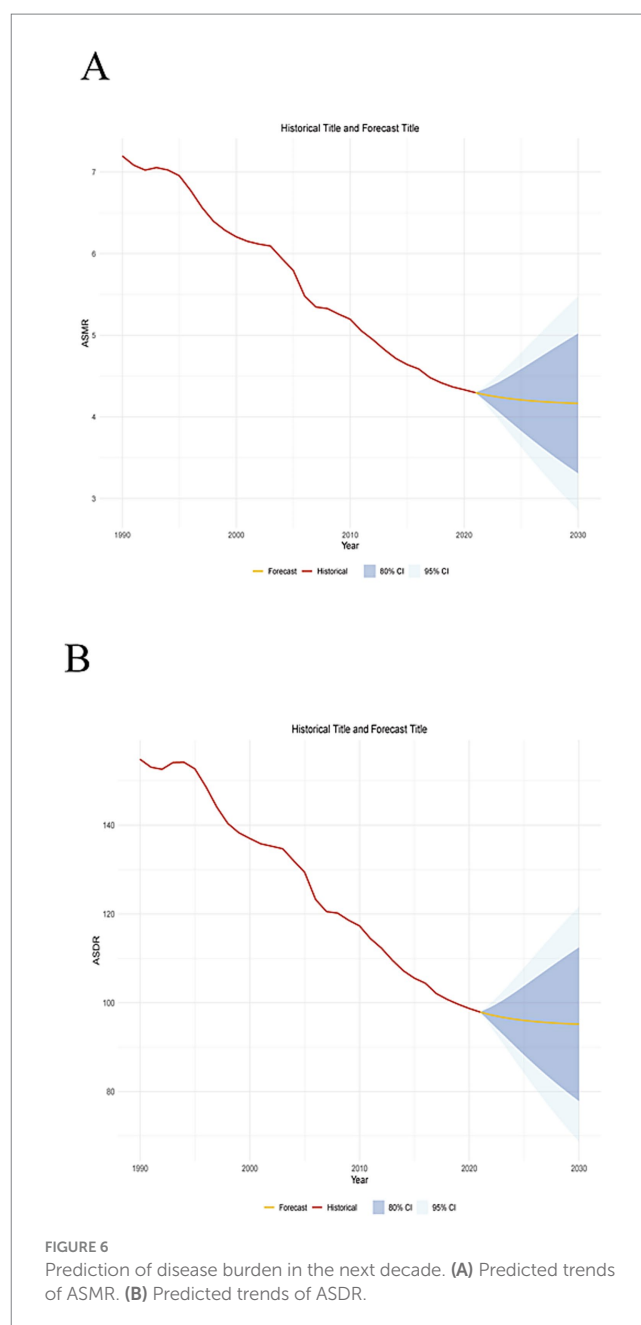 A
Historical Title and Forecast Title
7
6
5
4
3
ASMR
1990 2000 2010 2020 2030
Year
Forecast Historical 80% CI 95% CI
B
Historical Title and Forecast Title
140
120
100
80
ASDR
1990 2000 2010 2020 2030
Year
Forecast Historical 80% CI 95% CI
FIGURE 6
Prediction of disease burden in the next decade. (A) Predicted trends
of ASMR. (B) Predicted trends of ASDR.